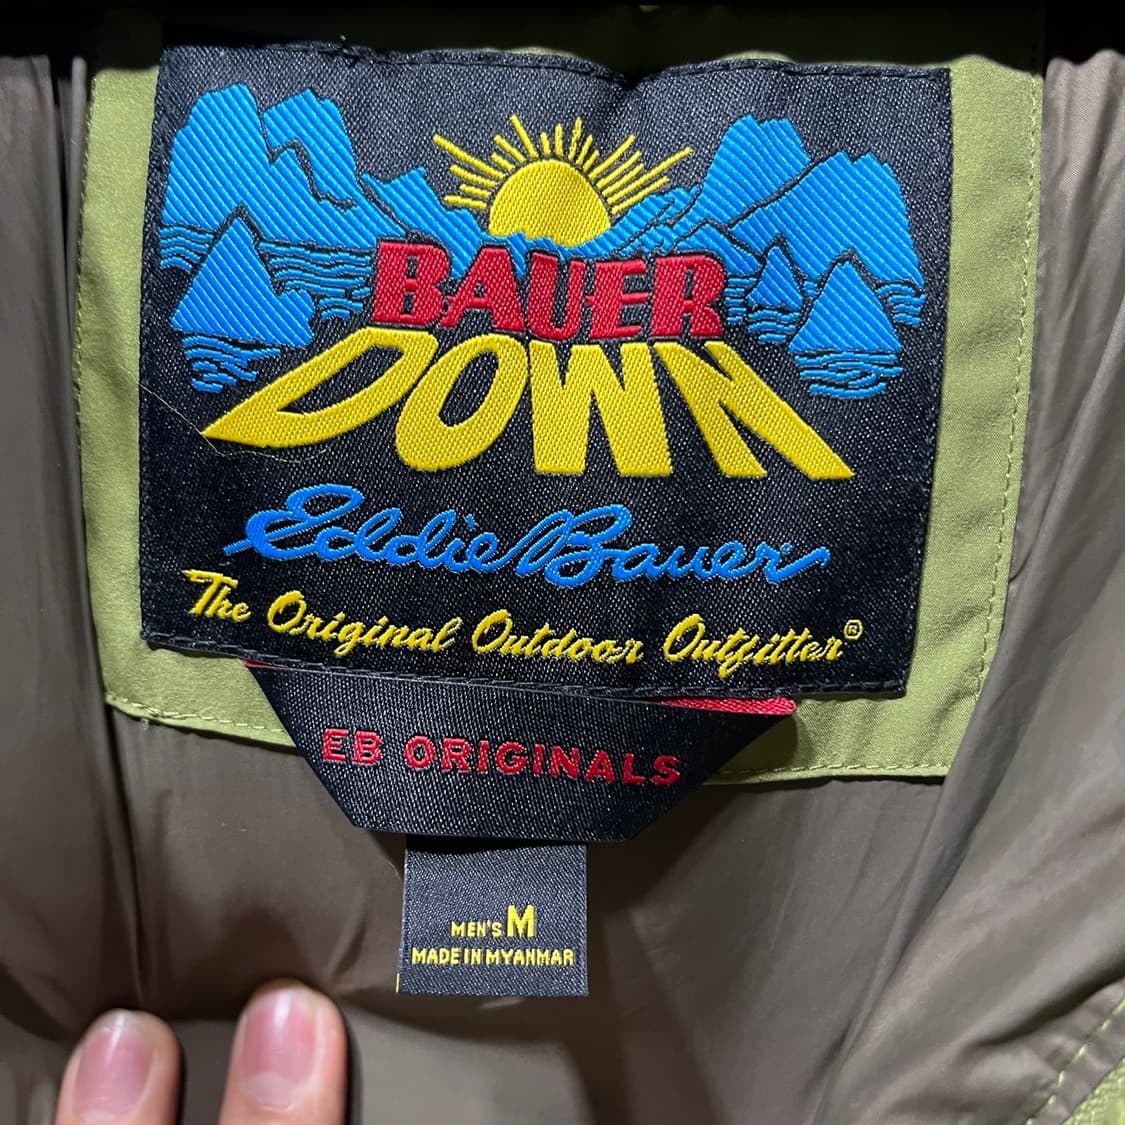 BAUER
DOWN
Eddie Bauer
The Original Outdoor Outfitter®
EB ORIGINALS
MEN'S M
MADE IN MYANMAR